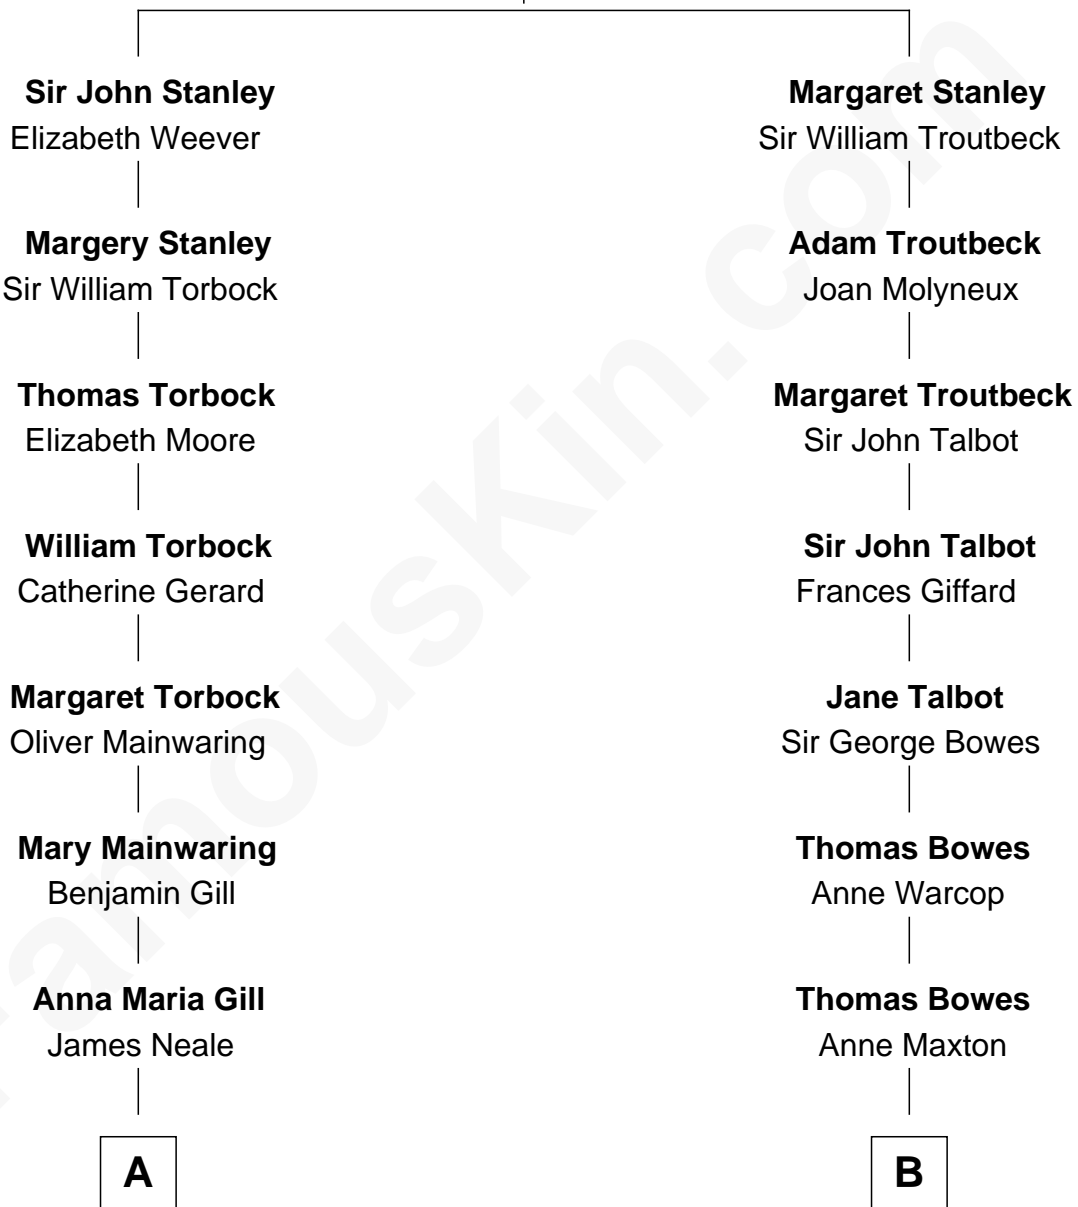 Sir John Stanley
Elizabeth Weever
Margery Stanley
Sir William Torbock
Thomas Torbock
Elizabeth Moore
William Torbock
Catherine Gerard
Margaret Torbock
Oliver Mainwaring
Mary Mainwaring
Benjamin Gill
Anna Maria Gill
James Neale
A
Margaret Stanley
Sir William Troutbeck
Adam Troutbeck
Joan Molyneux
Margaret Troutbeck
Sir John Talbot
Sir John Talbot
Frances Giffard
Jane Talbot
Sir George Bowes
Thomas Bowes
Anne Warcop
Thomas Bowes
Anne Maxton
B
FamousKin.com